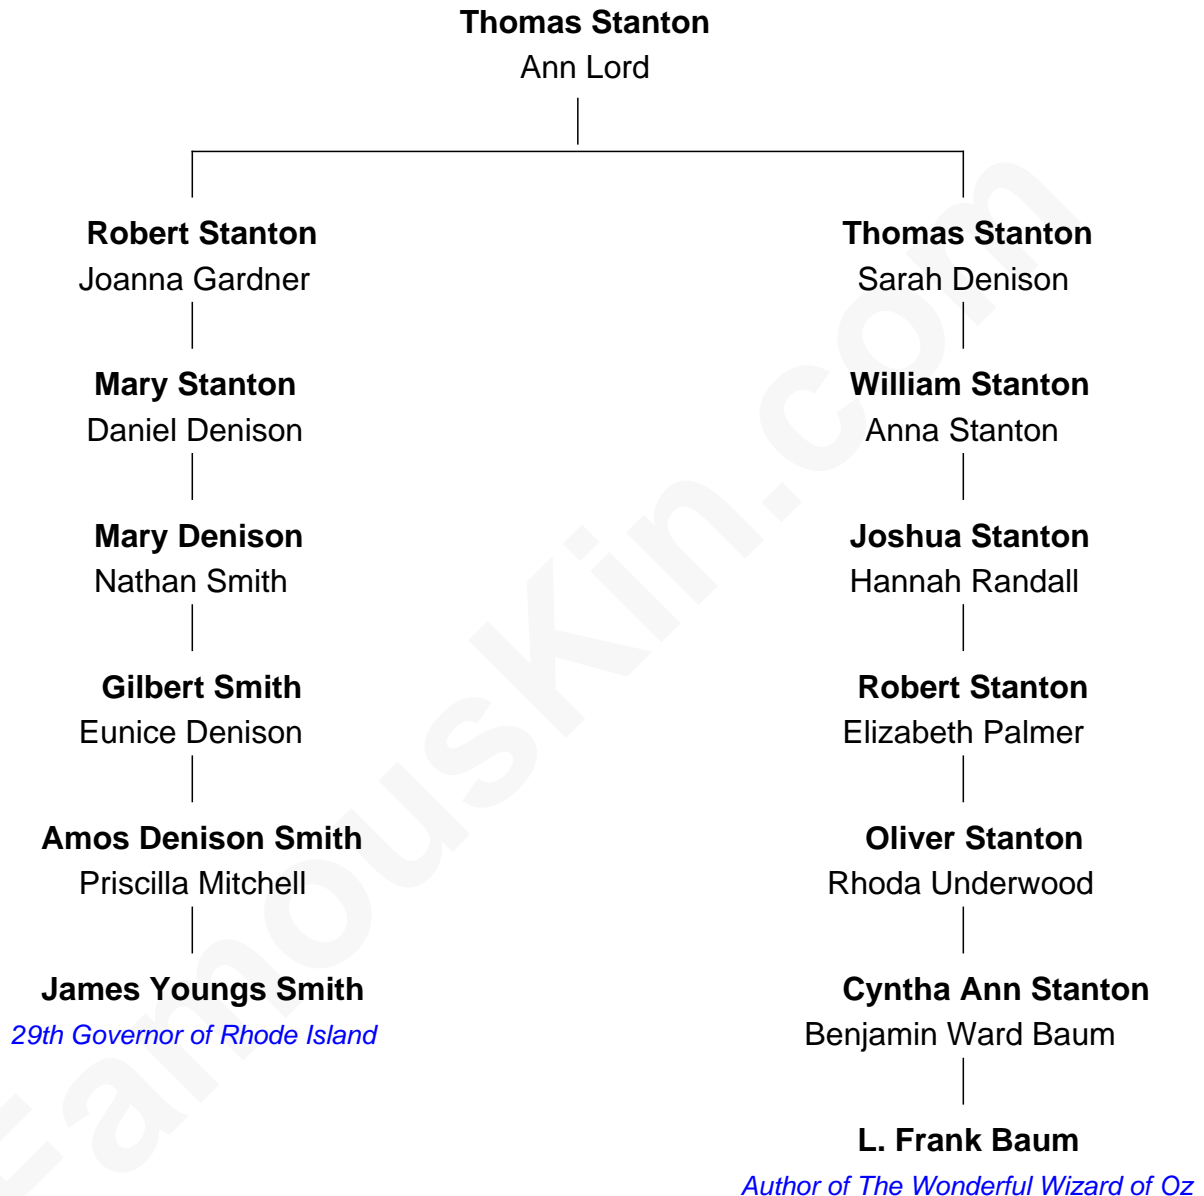 Thomas Stanton
Ann Lord
Robert Stanton
Joanna Gardner
Thomas Stanton
Sarah Denison
Mary Stanton
Daniel Denison
William Stanton
Anna Stanton
Mary Denison
Nathan Smith
Joshua Stanton
Hannah Randall
Gilbert Smith
Eunice Denison
Robert Stanton
Elizabeth Palmer
Amos Denison Smith
Priscilla Mitchell
Oliver Stanton
Rhoda Underwood
James Youngs Smith
29th Governor of Rhode Island
Cyntha Ann Stanton
Benjamin Ward Baum
L. Frank Baum
Author of The Wonderful Wizard of Oz
FamousKin.com